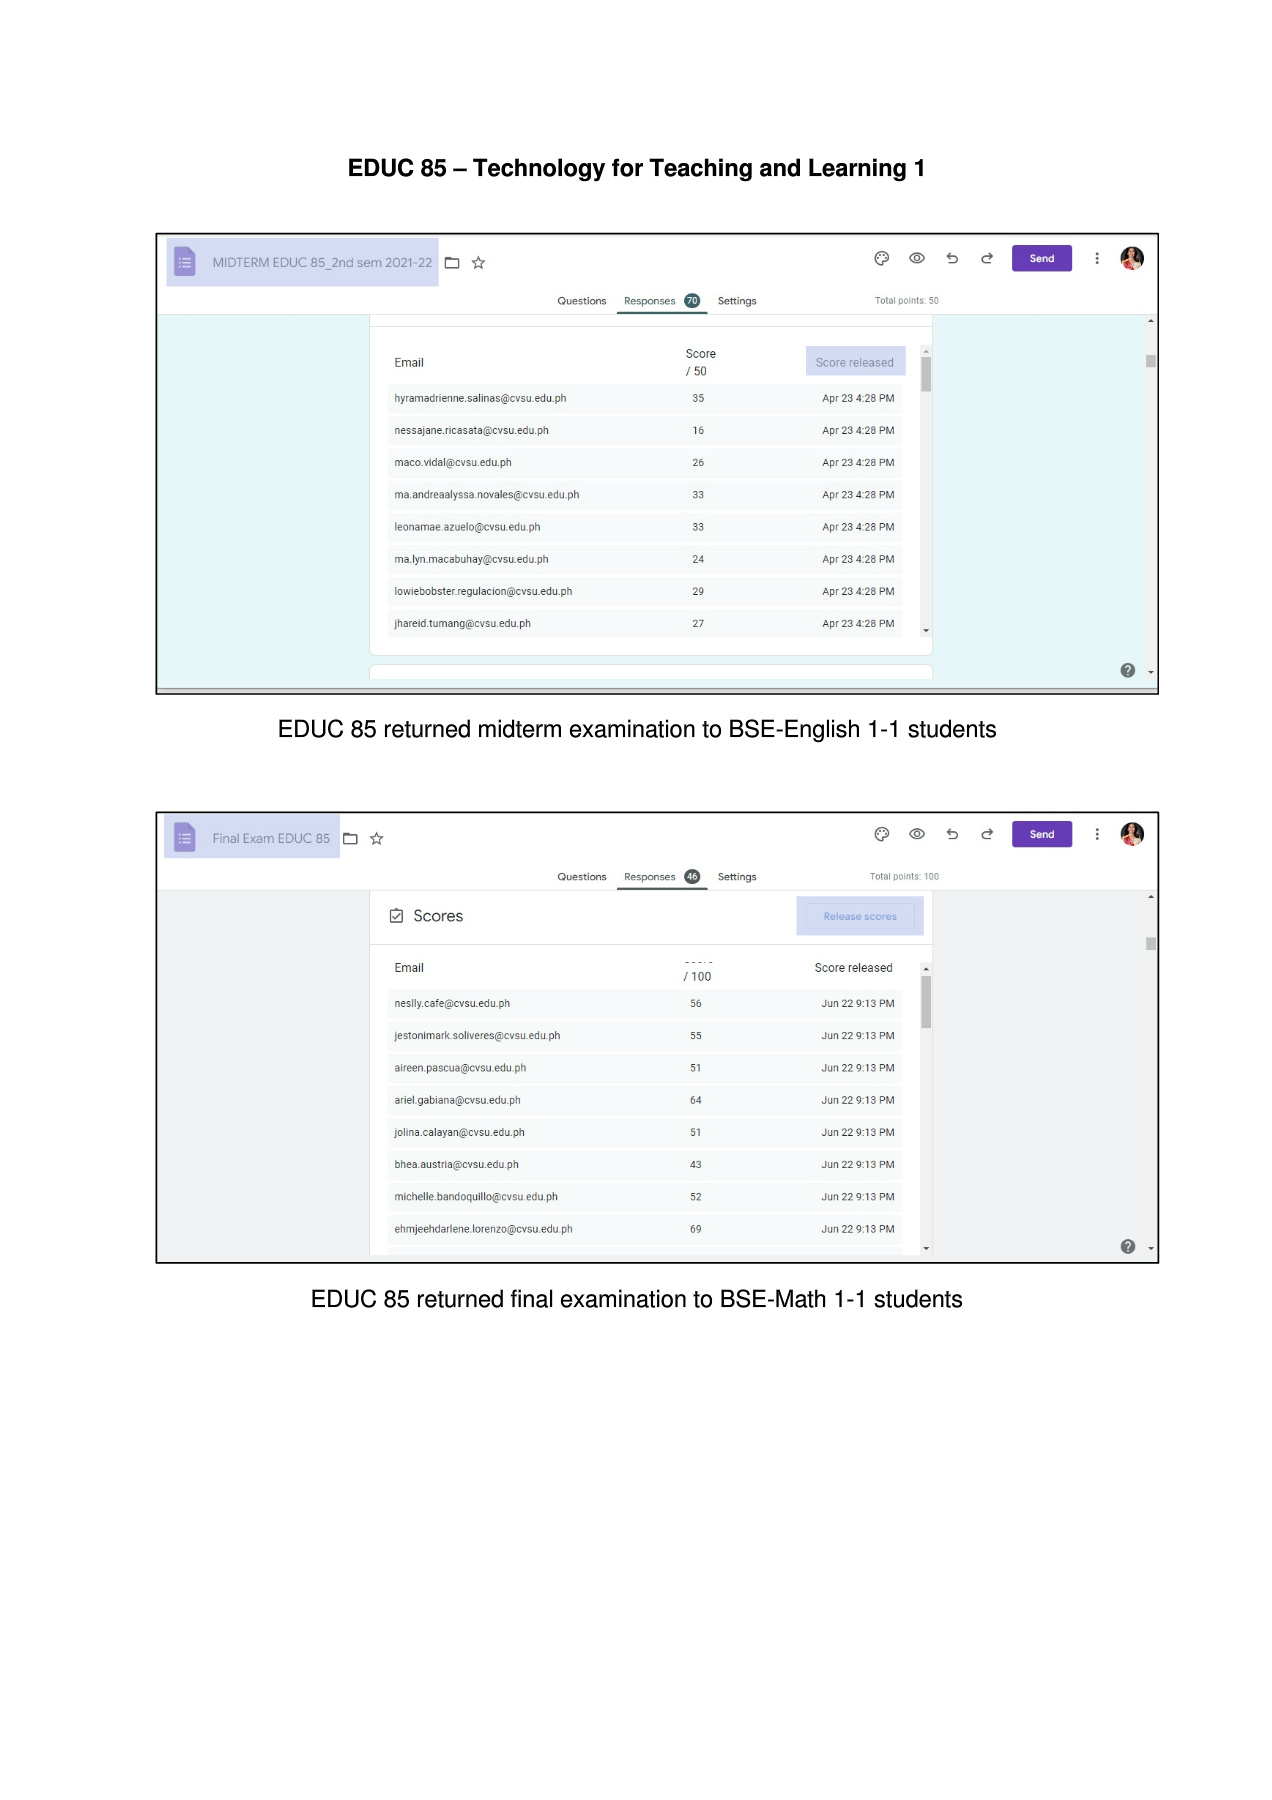 EDUC 85 – Technology for Teaching and Learning 1
MIDTERM EDUC 85_2nd sem 2021-22
Send
Questions Responses 70 Settings Total points: 50
Email Score / 50 Score released
hyramadrienne.salinas@cvsu.edu.ph 35 Apr 23 4:28 PM
nessajane.ricasata@cvsu.edu.ph 16 Apr 23 4:28 PM
maco.vidal@cvsu.edu.ph 26 Apr 23 4:28 PM
ma.andreaalyssa.novales@cvsu.edu.ph 33 Apr 23 4:28 PM
leonamae.azuelo@cvsu.edu.ph 33 Apr 23 4:28 PM
ma.lyn.macabuhay@cvsu.edu.ph 24 Apr 23 4:28 PM
lowiebobster.regulacion@cvsu.edu.ph 29 Apr 23 4:28 PM
jhareid.tumang@cvsu.edu.ph 27 Apr 23 4:28 PM
EDUC 85 returned midterm examination to BSE-English 1-1 students
Final Exam EDUC 85
Send
Questions Responses 46 Settings Total points: 100
Scores Release scores
Email / 100 Score released
neslly.cafe@cvsu.edu.ph 56 Jun 22 9:13 PM
jestonimark.soliveres@cvsu.edu.ph 55 Jun 22 9:13 PM
aireen.pascua@cvsu.edu.ph 51 Jun 22 9:13 PM
ariel.gabiana@cvsu.edu.ph 64 Jun 22 9:13 PM
jolina.calayan@cvsu.edu.ph 51 Jun 22 9:13 PM
bhea.austria@cvsu.edu.ph 43 Jun 22 9:13 PM
michelle.bandoquillo@cvsu.edu.ph 52 Jun 22 9:13 PM
ehmjeehdarlene.lorenzo@cvsu.edu.ph 69 Jun 22 9:13 PM
EDUC 85 returned final examination to BSE-Math 1-1 students